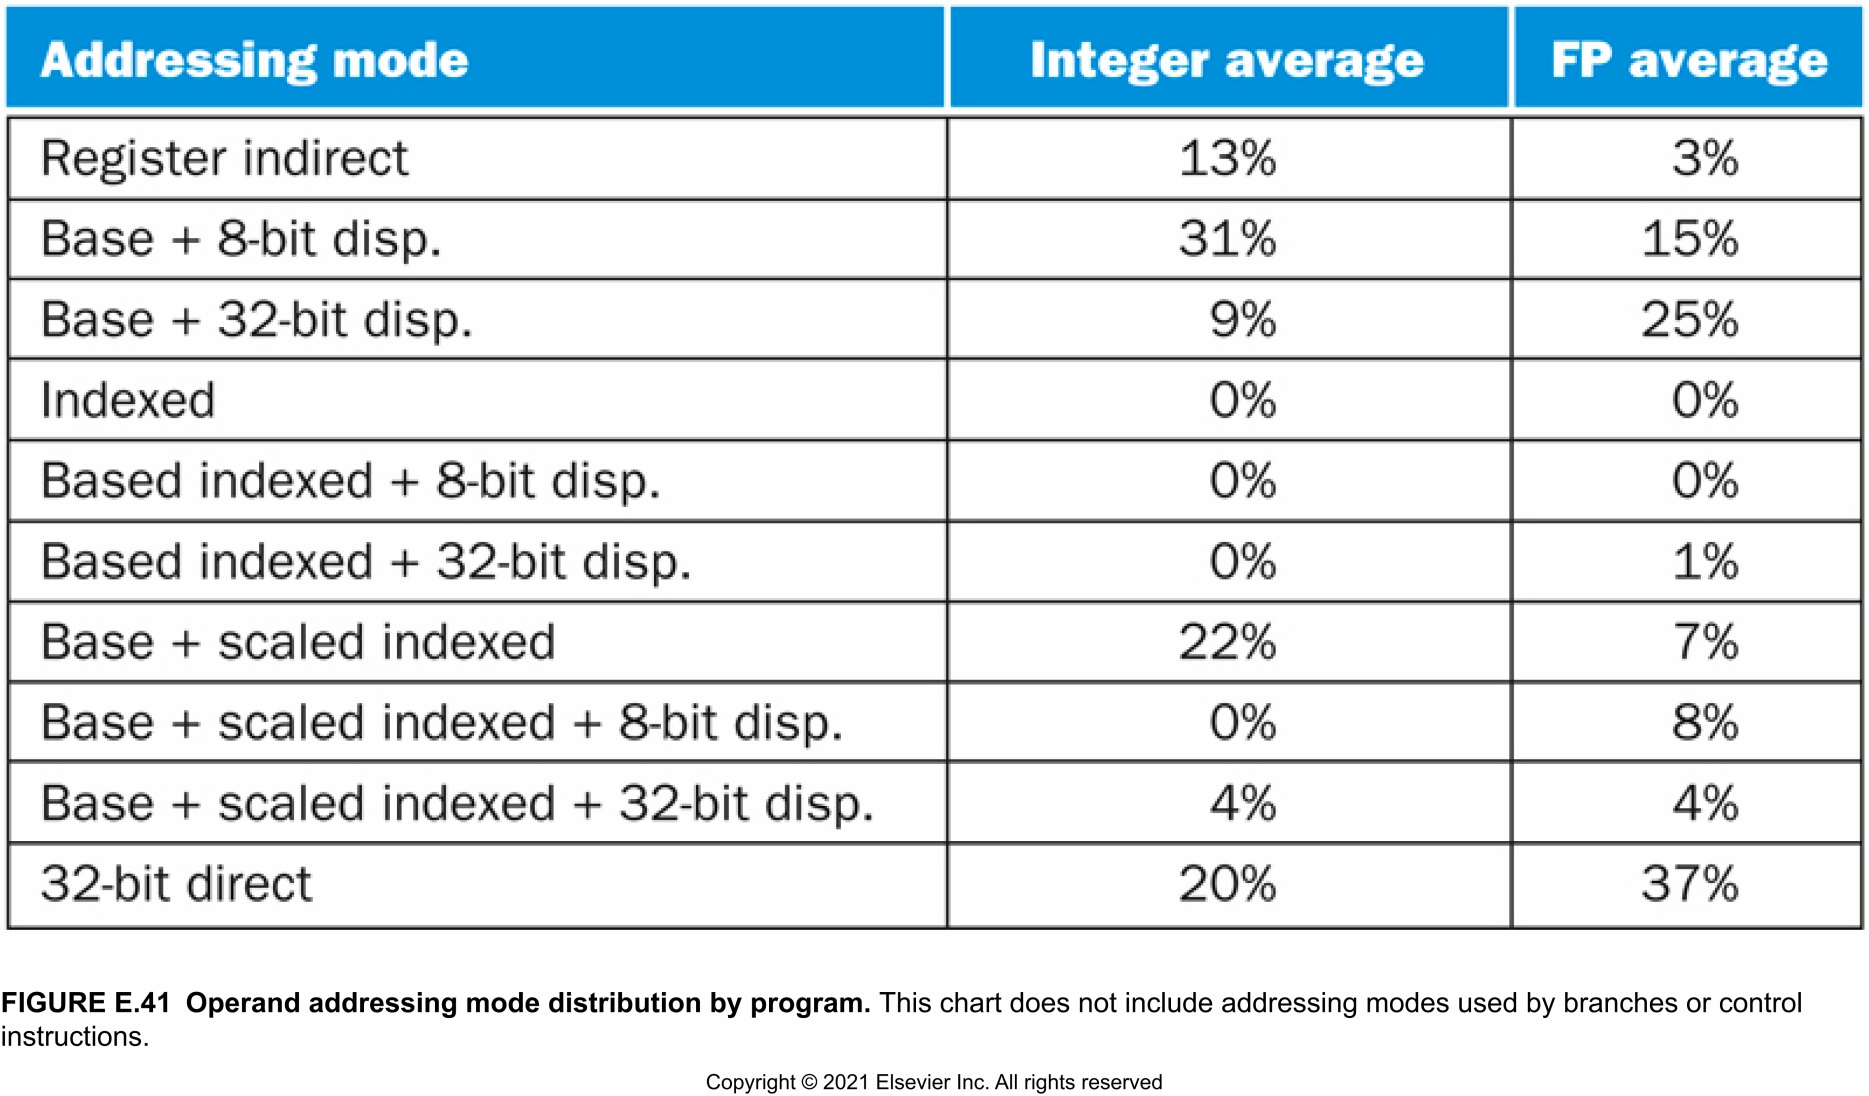 Addressing mode Integer average FP average
Register indirect 13% 3%
Base + 8-bit disp. 31% 15%
Base + 32-bit disp. 9% 25%
Indexed 0% 0%
Based indexed + 8-bit disp. 0% 0%
Based indexed + 32-bit disp. 0% 1%
Base + scaled indexed 22% 7%
Base + scaled indexed + 8-bit disp. 0% 8%
Base + scaled indexed + 32-bit disp. 4% 4%
32-bit direct 20% 37%
FIGURE E.41 Operand addressing mode distribution by program. This chart does not include addressing modes used by branches or control
instructions.
Copyright © 2021 Elsevier Inc. All rights reserved